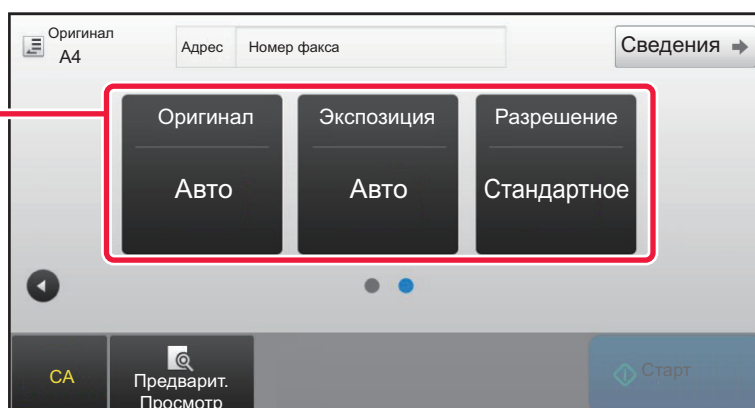 Оригинал
A4
Адрес
Номер факса
Сведения
Оригинал
Экспозиция
Разрешение
Авто
Авто
Стандартное
CA
Предварит.
Просмотр
Старт